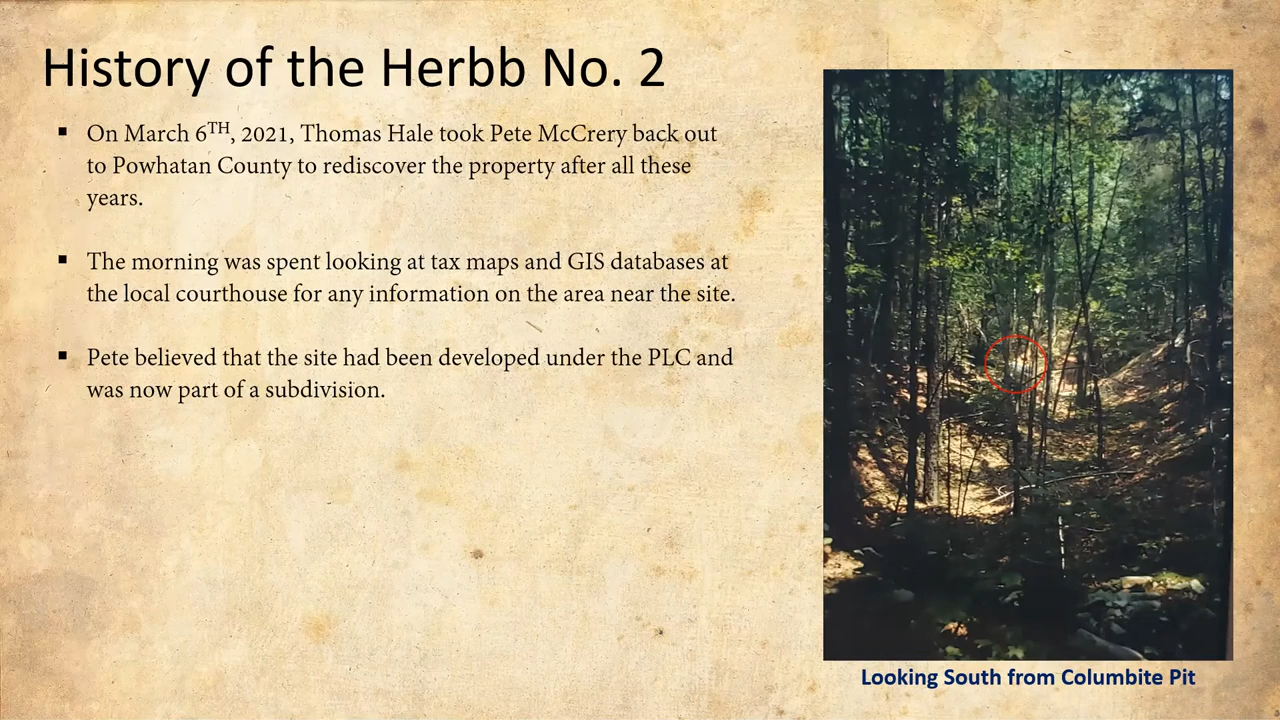 History of the Herbb No. 2
▪ On March 6TH, 2021, Thomas Hale took Pete McCrery back out
to Powhatan County to rediscover the property after all these
years.
▪ The morning was spent looking at tax maps and GIS databases at
the local courthouse for any information on the area near the site.
▪ Pete believed that the site had been developed under the PLC and
was now part of a subdivision.
Looking South from Columbite Pit